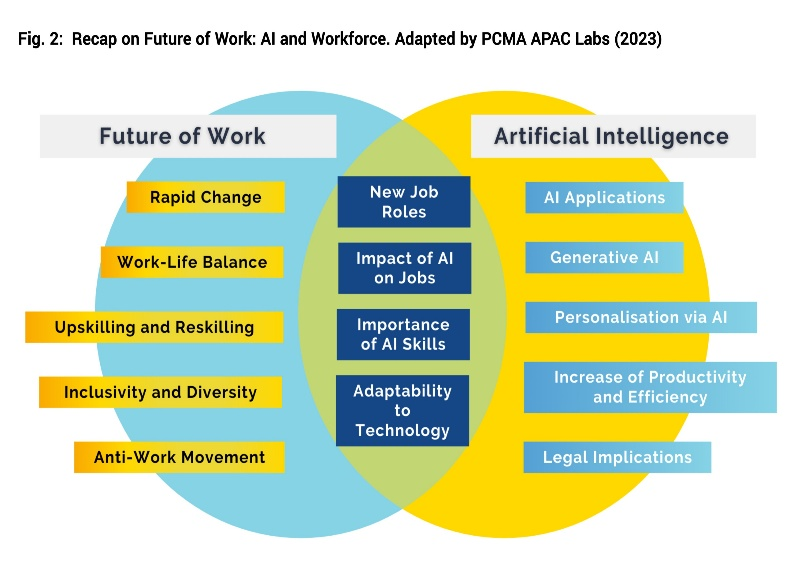 Fig. 2: Recap on Future of Work: AI and Workforce. Adapted by PCMA APAC Labs (2023)
Future of Work
Rapid Change
Work-Life Balance
Upskilling and Reskilling
Inclusivity and Diversity
Anti-Work Movement
New Job
Roles
Impact of AI
on Jobs
Importance
of AI Skills
Adaptability
to
Technology
Artificial Intelligence
AI Applications
Generative AI
Personalisation via AI
Increase of Productivity
and Efficiency
Legal Implications